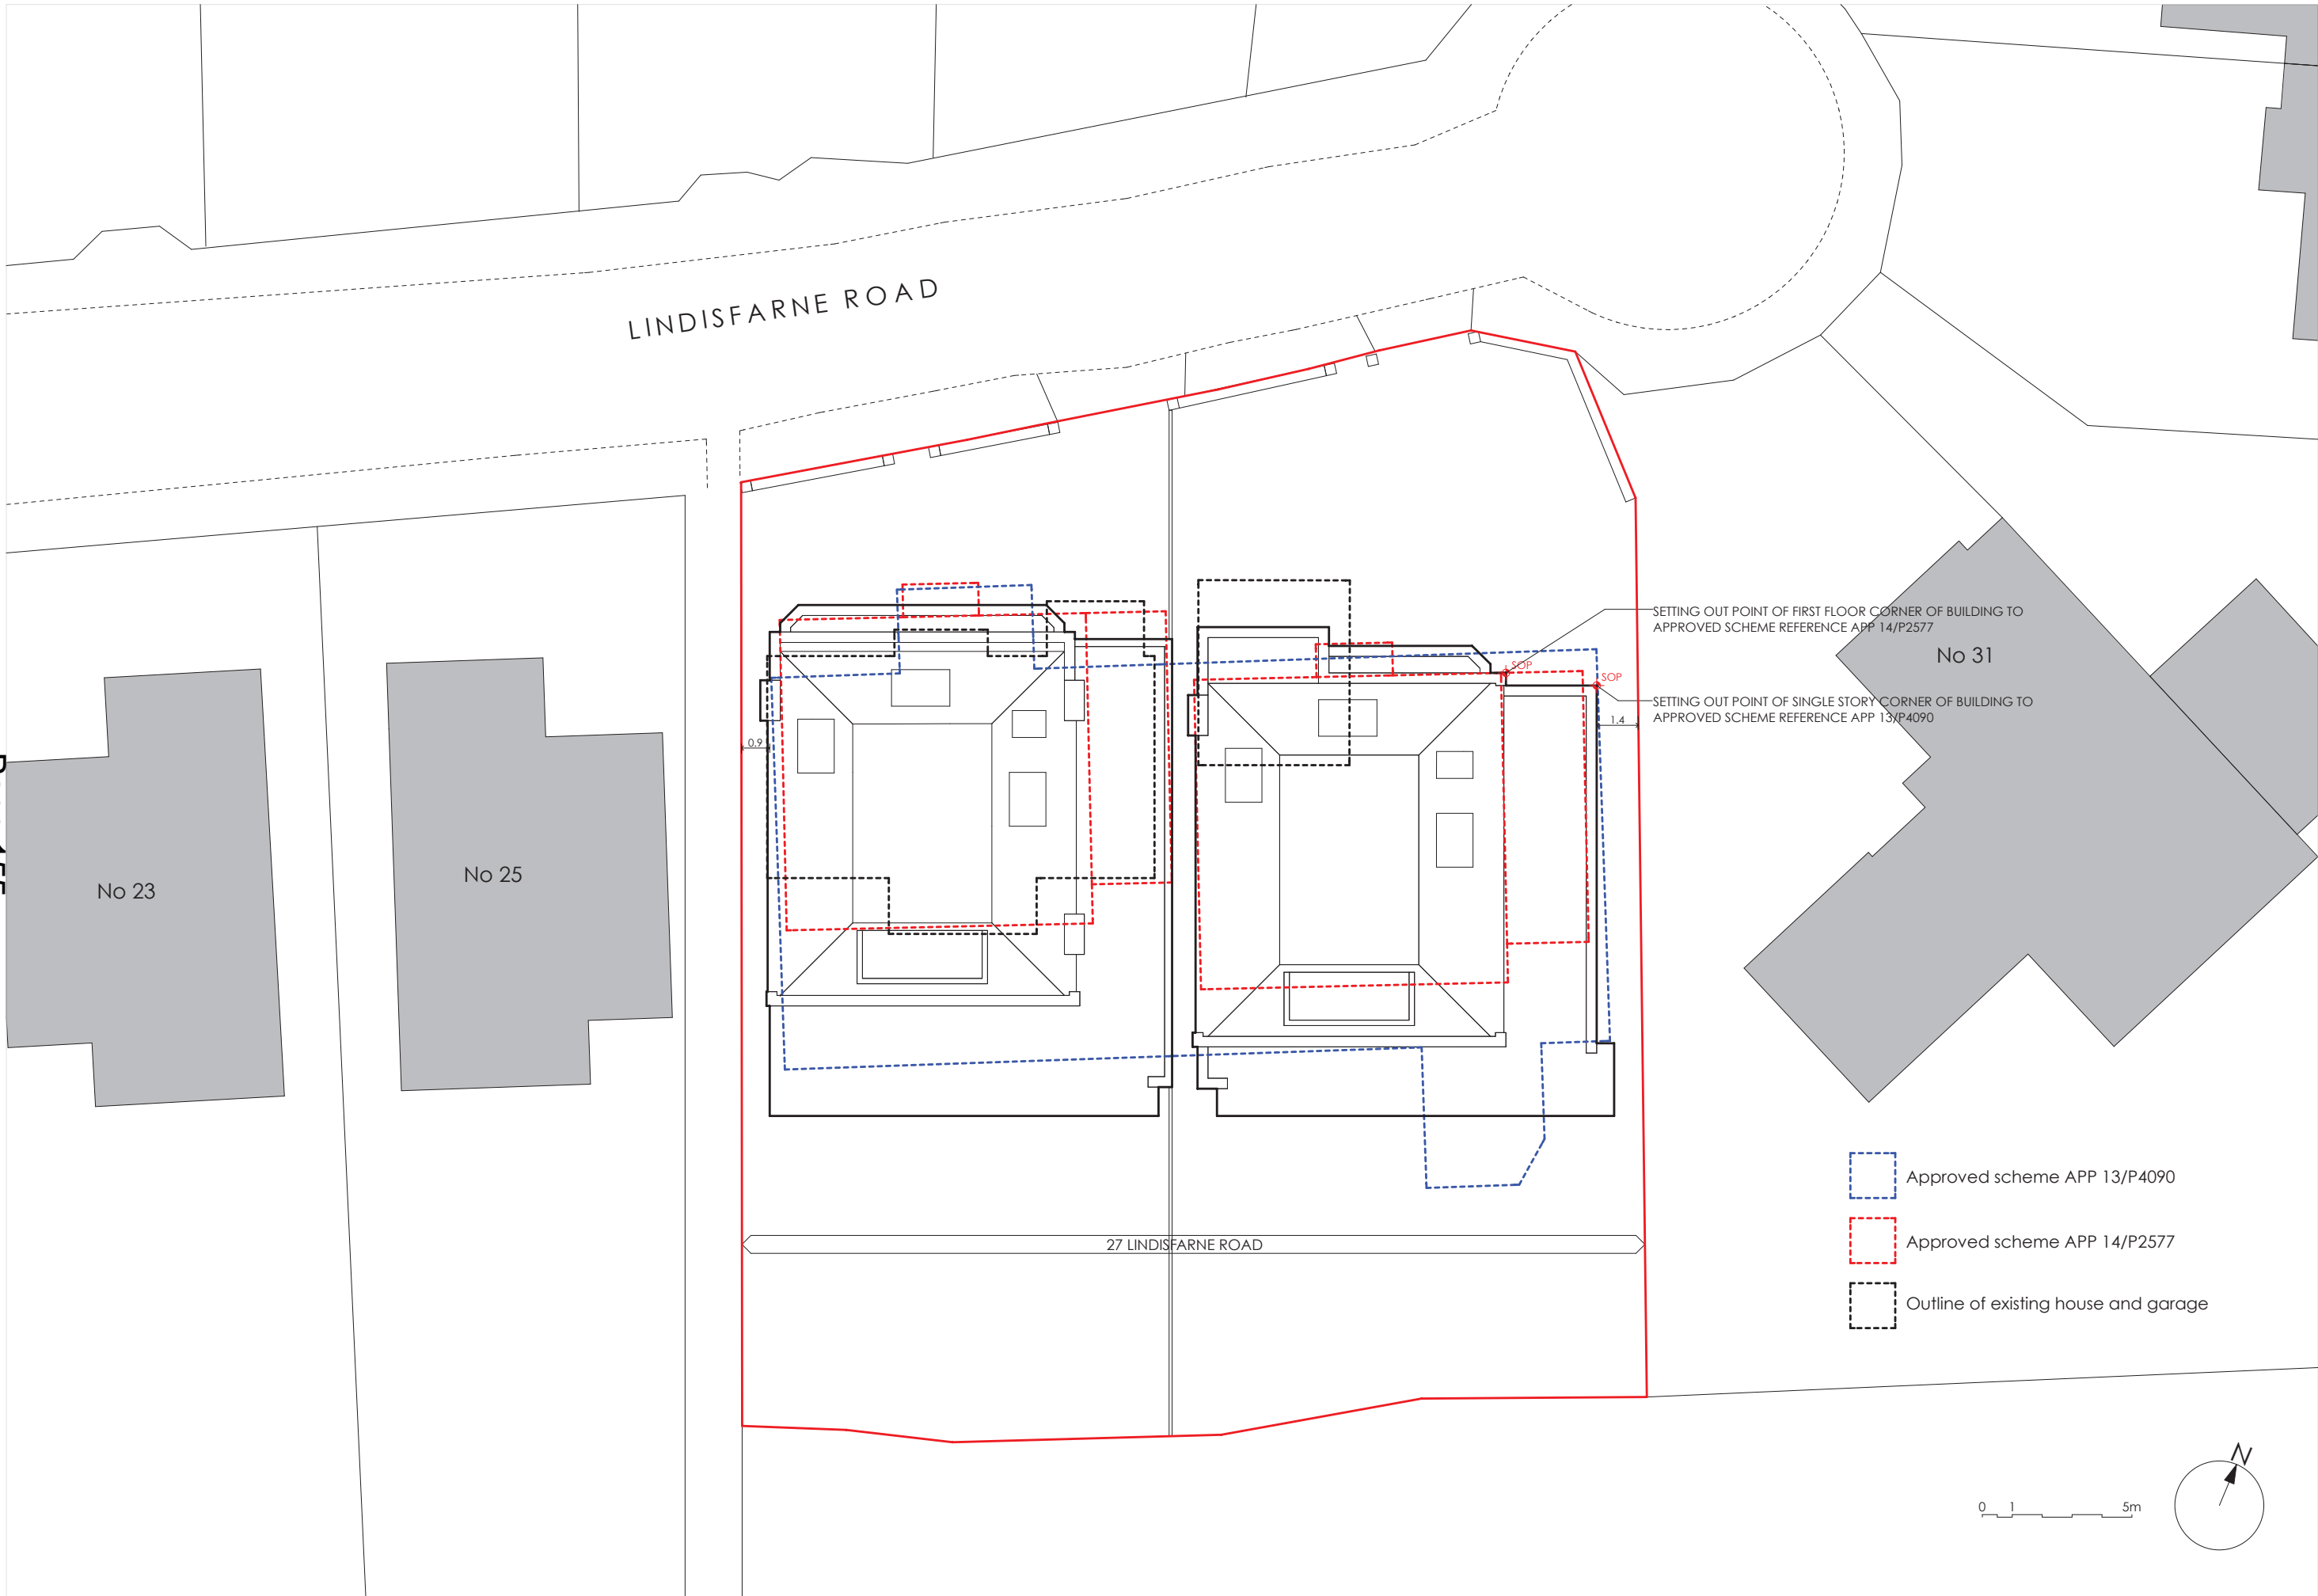 LINDISFARNE ROAD
SETTING OUT POINT OF FIRST FLOOR CORNER OF BUILDING TO
APPROVED SCHEME REFERENCE APP 14/P2577
No 31
SOP
SOP
SETTING OUT POINT OF SINGLE STORY CORNER OF BUILDING TO
APPROVED SCHEME REFERENCE APP 13/P4090
1.4
0.9
No 25
No 23
Approved scheme APP 13/P4090
27 LINDISFARNE ROAD
Approved scheme APP 14/P2577
Outline of existing house and garage
N
0 1 5m